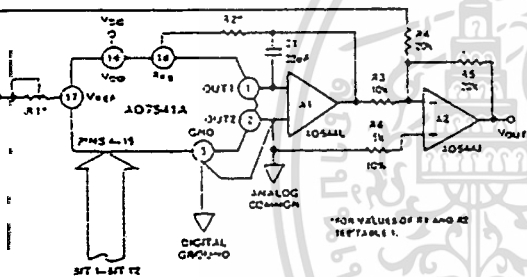 R2*
R4
20k
C1
33pF
VDD
14
18
VDD
RFB
R5
20k
R1*
17
VREF
OUT1
1
A1
R3
10k
AD7541A
OUT2
2
A2
VOUT
PINS 4–15
GND
3
AD544L
R6
5k
10%
AD544J
ANALOG
COMMON
*FOR VALUES OF R1 AND R2
SEE TABLE 1.
DIGITAL
GROUND
BIT 1–BIT 12